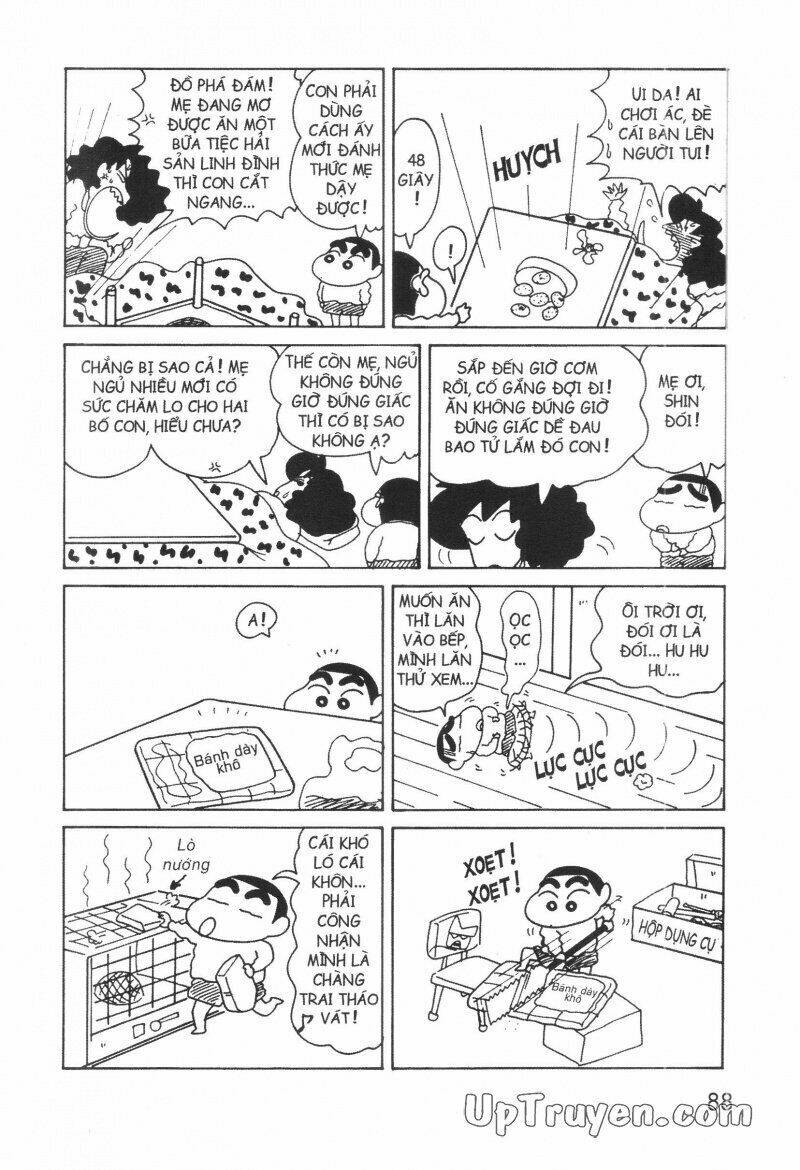 UI DA! AI
CHƠI ÁC, ĐÈ
CÁI BÀN LÊN
NGƯỜI TUI!
HUỴCH
48
GIÂY!
!
CON PHẢI
DÙNG
CÁCH ẤY
MỚI ĐÁNH
THỨC MẸ
DẬY
ĐƯỢC!
ĐỒ PHÁ ĐÁM!
MẸ ĐANG MƠ
ĐƯỢC ĂN MỘT
BỮA TIỆC HẢI
SẢN LINH ĐÌNH
THÌ CON CẮT
NGANG...
MẸ ƠI,
SHIN
ĐÓI!
SẮP ĐẾN GIỜ CƠM
RỒI, CỐ GẮNG ĐỢI ĐI!
ĂN KHÔNG ĐÚNG GIỜ
ĐÚNG GIẤC DỄ ĐAU
BAO TỬ LẮM ĐÓ CON!
THẾ CÒN MẸ, NGỦ
KHÔNG ĐÚNG
GIỜ ĐÚNG GIẤC
THÌ CÓ BỊ SAO
KHÔNG Ạ?
CHẲNG BỊ SAO CẢ! MẸ
NGỦ NHIỀU MỚI CÓ
SỨC CHĂM LO CHO HAI
BỐ CON, HIỂU CHƯA?
ÔI TRỜI ƠI,
ĐÓI ƠI LÀ
ĐÓI... HU HU
HU...
ỌC
ỌC
...
MUỐN ĂN
THÌ LĂN
VÀO BẾP,
MÌNH LĂN
THỬ XEM...
LỤC CỤC
LỤC CỤC
A!
Bánh dày
khô
XOẸT!
XOẸT!
HỘP DỤNG CỤ
Bánh dày
khô
CÁI KHÓ
LÓ CÁI
KHÔN...
PHẢI
CÔNG
NHẬN
MÌNH LÀ
CHÀNG
TRAI THÁO
VÁT!
Lò
nướng
88
UpTruyen.com